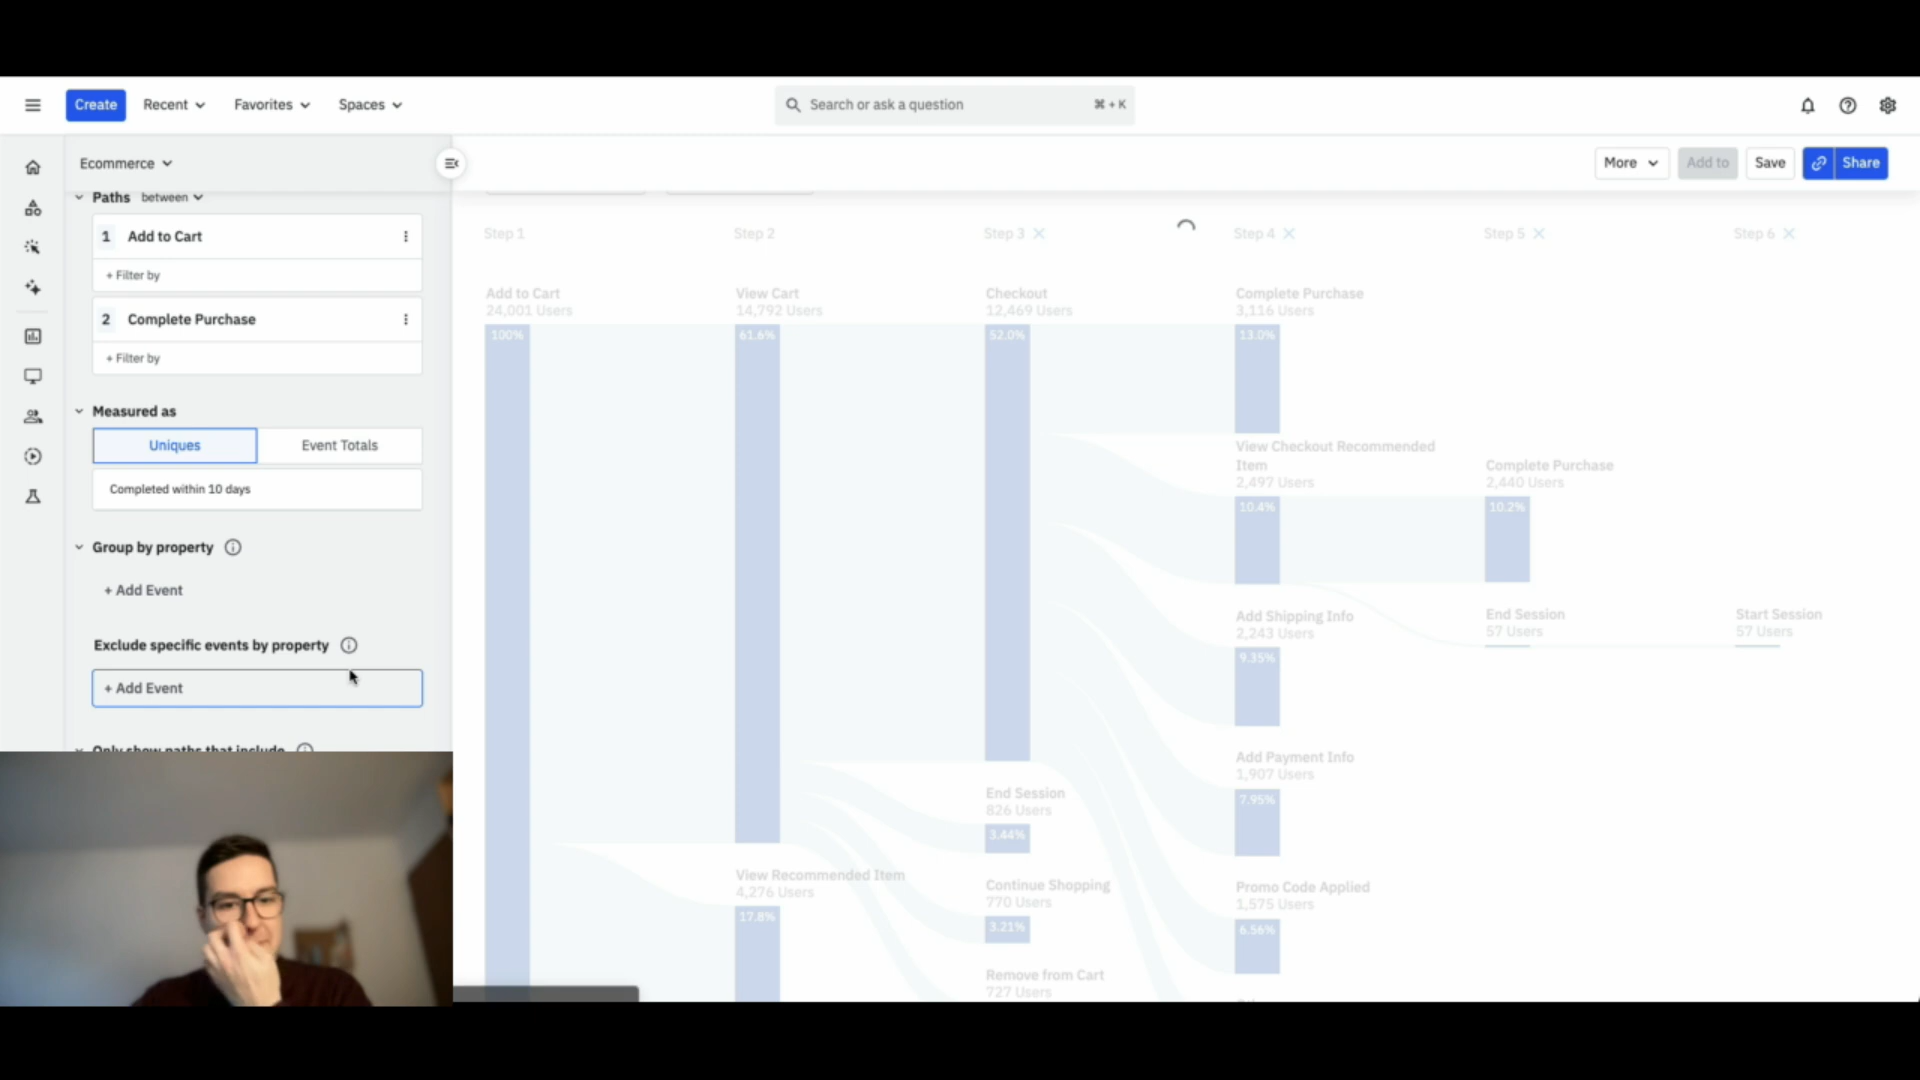 Create
Recent
Favorites
Spaces
Search or ask a question
⌘ + K
Ecommerce
More
Add to
Save
Share
Paths between
1 Add to Cart
+ Filter by
2 Complete Purchase
+ Filter by
Measured as
Uniques
Event Totals
Completed within 10 days
Group by property
+ Add Event
Exclude specific events by property
+ Add Event
Only show paths that include
Step 1
Step 2
Step 3
Step 4
Step 5
Step 6
Add to Cart
24,001 Users
100%
View Cart
14,792 Users
61.6%
View Recommended Item
4,276 Users
17.8%
Checkout
12,469 Users
52.0%
End Session
826 Users
3.44%
Continue Shopping
770 Users
3.21%
Remove from Cart
727 Users
Complete Purchase
3,116 Users
13.0%
View Checkout Recommended
Item
2,497 Users
10.4%
Add Shipping Info
2,243 Users
9.35%
Add Payment Info
1,907 Users
7.95%
Promo Code Applied
1,575 Users
6.56%
Complete Purchase
2,440 Users
10.2%
End Session
57 Users
Start Session
57 Users